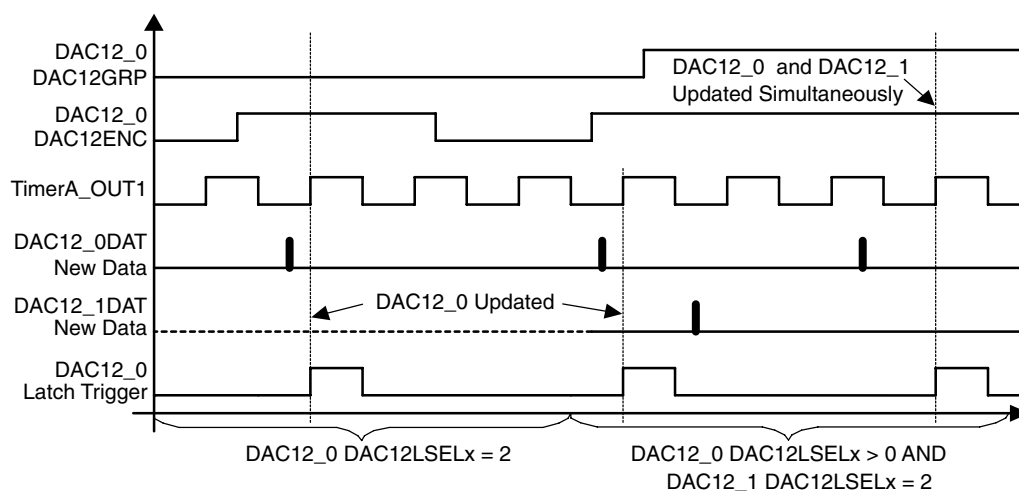 DAC12_0
DAC12GRP
DAC12_0 and DAC12_1
Updated Simultaneously
DAC12_0
DAC12ENC
TimerA_OUT1
DAC12_0DAT
New Data
DAC12_1DAT
New Data
DAC12_0 Updated
DAC12_0
Latch Trigger
DAC12_0 DAC12LSELx = 2
DAC12_0 DAC12LSELx > 0 AND
DAC12_1 DAC12LSELx = 2